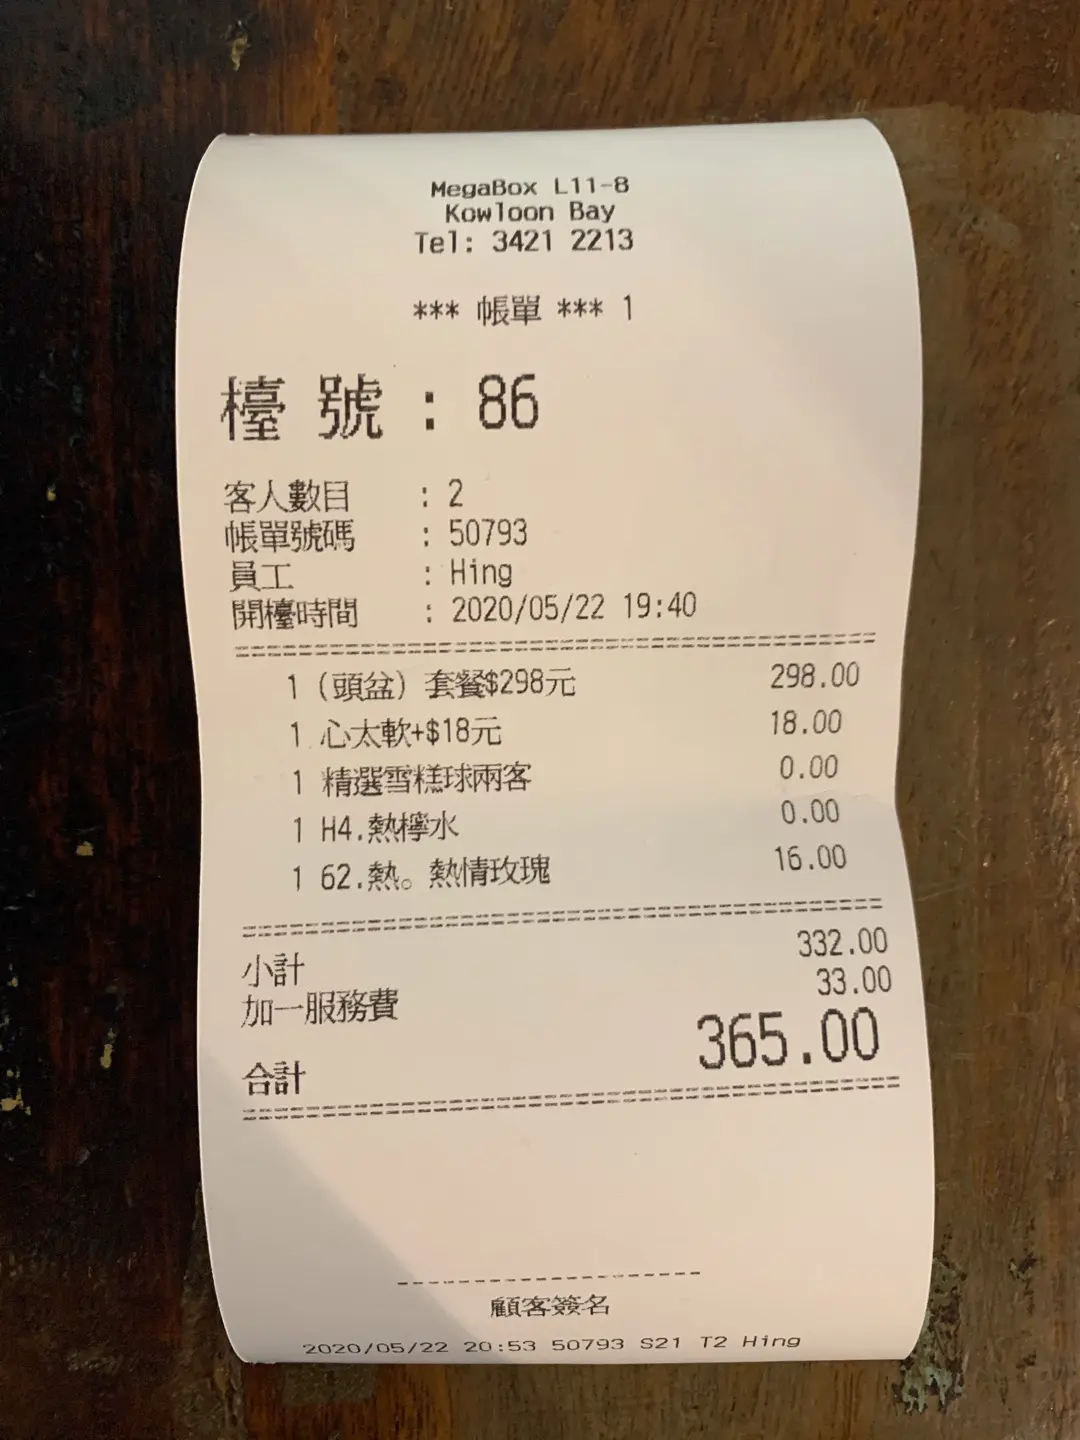 MegaBox L11-8
Kowloon Bay
Tel: 3421 2213
*** 帳單 *** 1
檯 號 : 86
客人數目 : 2
帳單號碼 : 50793
員工 : Hing
開檯時間 : 2020/05/22 19:40
1 (頭盆) 套餐$298元 298.00
1 心太軟+$18元 18.00
1 精選雪糕球兩客 0.00
1 H4.熱檸水 0.00
1 62.熱。熱情玫瑰 16.00
小計 332.00
加一服務費 33.00
合計 365.00
顧客簽名
2020/05/22 20:53 50793 S21 T2 Hing